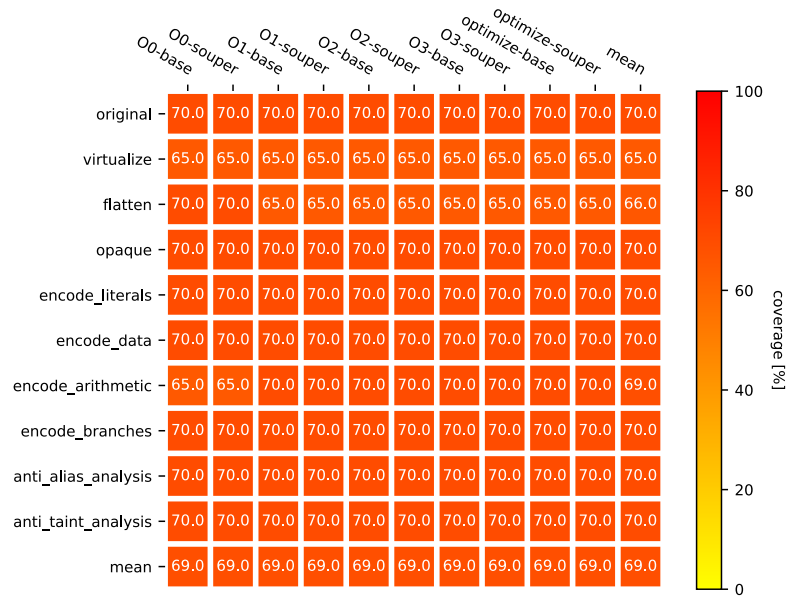 O0-base O0-souper O1-base O1-souper O2-base O2-souper O3-base O3-souper optimize-base optimize-souper mean
original 70.0 70.0 70.0 70.0 70.0 70.0 70.0 70.0 70.0 70.0 70.0
virtualize 65.0 65.0 65.0 65.0 65.0 65.0 65.0 65.0 65.0 65.0 65.0
flatten 70.0 70.0 65.0 65.0 65.0 65.0 65.0 65.0 65.0 65.0 66.0
opaque 70.0 70.0 70.0 70.0 70.0 70.0 70.0 70.0 70.0 70.0 70.0
encode_literals 70.0 70.0 70.0 70.0 70.0 70.0 70.0 70.0 70.0 70.0 70.0
encode_data 70.0 70.0 70.0 70.0 70.0 70.0 70.0 70.0 70.0 70.0 70.0
encode_arithmetic 65.0 65.0 70.0 70.0 70.0 70.0 70.0 70.0 70.0 70.0 69.0
encode_branches 70.0 70.0 70.0 70.0 70.0 70.0 70.0 70.0 70.0 70.0 70.0
anti_alias_analysis 70.0 70.0 70.0 70.0 70.0 70.0 70.0 70.0 70.0 70.0 70.0
anti_taint_analysis 70.0 70.0 70.0 70.0 70.0 70.0 70.0 70.0 70.0 70.0 70.0
mean 69.0 69.0 69.0 69.0 69.0 69.0 69.0 69.0 69.0 69.0 69.0
100
80
60
40
20
0
coverage [%]